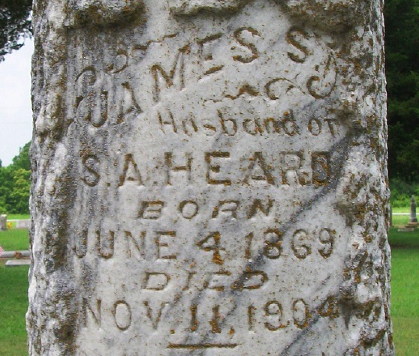 JAMES S.
Husband of
S. A. HEARD
BORN
JUNE 4, 1869
DIED
NOV. 11, 1904